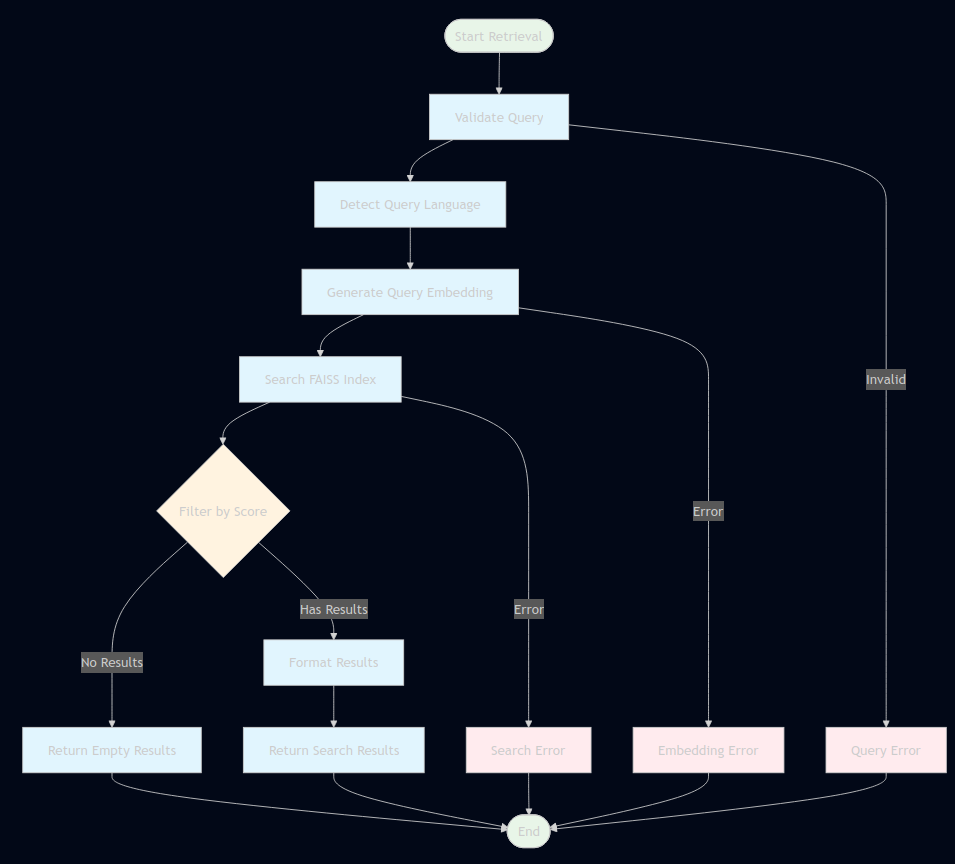 Start Retrieval
Validate Query
Detect Query Language
Generate Query Embedding
Search FAISS Index
Invalid
Filter by Score
Error
Has Results
Error
No Results
Format Results
Return Empty Results
Return Search Results
Search Error
Embedding Error
Query Error
End